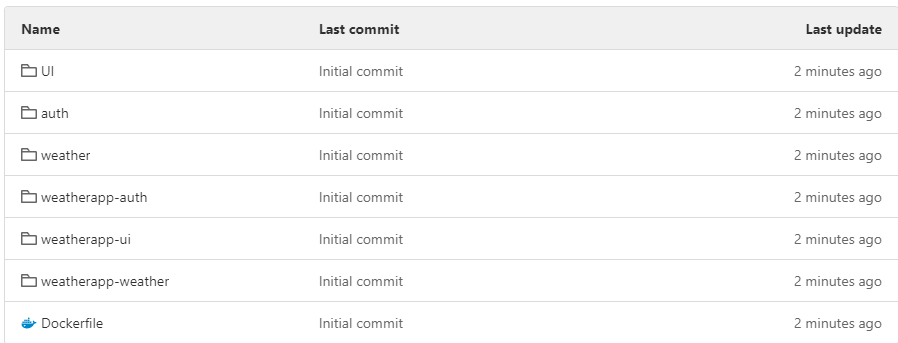 Name Last commit Last update
UI Initial commit 2 minutes ago
auth Initial commit 2 minutes ago
weather Initial commit 2 minutes ago
weatherapp-auth Initial commit 2 minutes ago
weatherapp-ui Initial commit 2 minutes ago
weatherapp-weather Initial commit 2 minutes ago
Dockerfile Initial commit 2 minutes ago